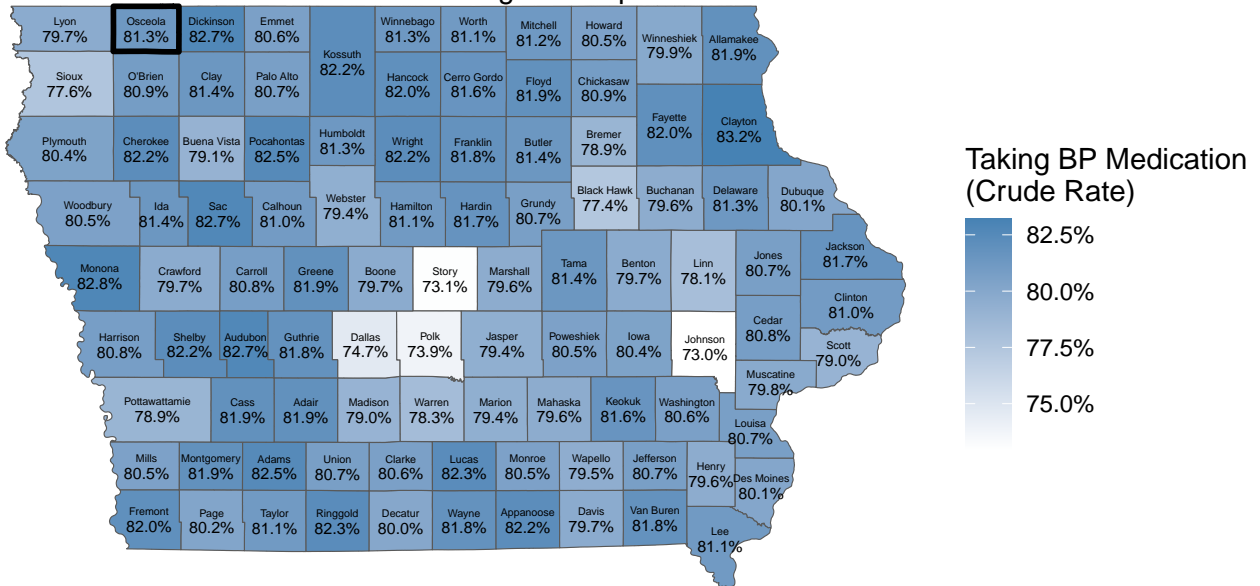 Lyon
79.7%
Osceola
81.3%
Dickinson
82.7%
Emmet
80.6%
Kossuth
82.2%
Winnebago
81.3%
Worth
81.1%
Mitchell
81.2%
Howard
80.5%
Winneshiek
79.9%
Allamakee
81.9%
Sioux
77.6%
O'Brien
80.9%
Clay
81.4%
Palo Alto
80.7%
Hancock
82.0%
Cerro Gordo
81.6%
Floyd
81.9%
Chickasaw
80.9%
Fayette
82.0%
Clayton
83.2%
Plymouth
80.4%
Cherokee
82.2%
Buena Vista
79.1%
Pocahontas
82.5%
Humboldt
81.3%
Wright
82.2%
Franklin
81.8%
Butler
81.4%
Bremer
78.9%
Woodbury
80.5%
Ida
81.4%
Sac
82.7%
Calhoun
81.0%
Webster
79.4%
Hamilton
81.1%
Hardin
81.7%
Grundy
80.7%
Black Hawk
77.4%
Buchanan
79.6%
Delaware
81.3%
Dubuque
80.1%
Monona
82.8%
Crawford
79.7%
Carroll
80.8%
Greene
81.9%
Boone
79.7%
Story
73.1%
Marshall
79.6%
Tama
81.4%
Benton
79.7%
Linn
78.1%
Jones
80.7%
Jackson
81.7%
Clinton
81.0%
Harrison
80.8%
Shelby
82.2%
Audubon
82.7%
Guthrie
81.8%
Dallas
74.7%
Polk
73.9%
Jasper
79.4%
Poweshiek
80.5%
Iowa
80.4%
Johnson
73.0%
Cedar
80.8%
Scott
79.0%
Muscatine
79.8%
Pottawattamie
78.9%
Cass
81.9%
Adair
81.9%
Madison
79.0%
Warren
78.3%
Marion
79.4%
Mahaska
79.6%
Keokuk
81.6%
Washington
80.6%
Louisa
80.7%
Mills
80.5%
Montgomery
81.9%
Adams
82.5%
Union
80.7%
Clarke
80.6%
Lucas
82.3%
Monroe
80.5%
Wapello
79.5%
Jefferson
80.7%
Henry
79.6%
Des Moines
80.1%
Fremont
82.0%
Page
80.2%
Taylor
81.1%
Ringgold
82.3%
Decatur
80.0%
Wayne
81.8%
Appanoose
82.2%
Davis
79.7%
Van Buren
81.8%
Lee
81.1%
Taking BP Medication
(Crude Rate)
82.5%
80.0%
77.5%
75.0%